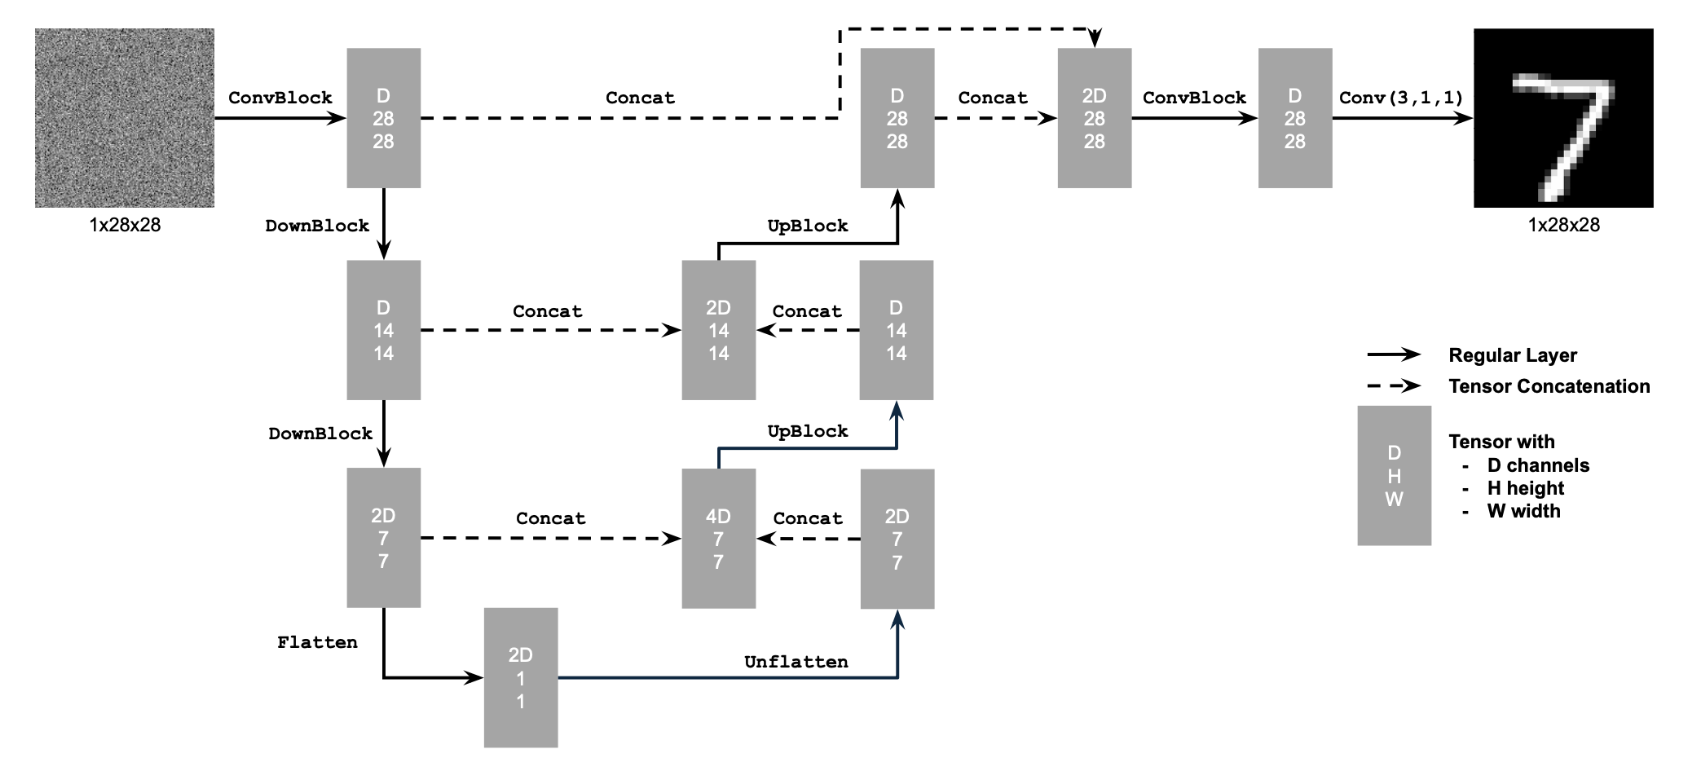 ConvBlock
D
28
28
Concat
D
28
28
Concat
2D
28
28
ConvBlock
D
28
28
Conv(3,1,1)
1x28x28
1x28x28
DownBlock
UpBlock
D
14
14
Concat
2D
14
14
Concat
D
14
14
DownBlock
UpBlock
2D
7
7
Concat
4D
7
7
Concat
2D
7
7
Flatten
2D
1
1
Unflatten
Regular Layer
Tensor Concatenation
D
H
W
Tensor with
- D channels
- H height
- W width